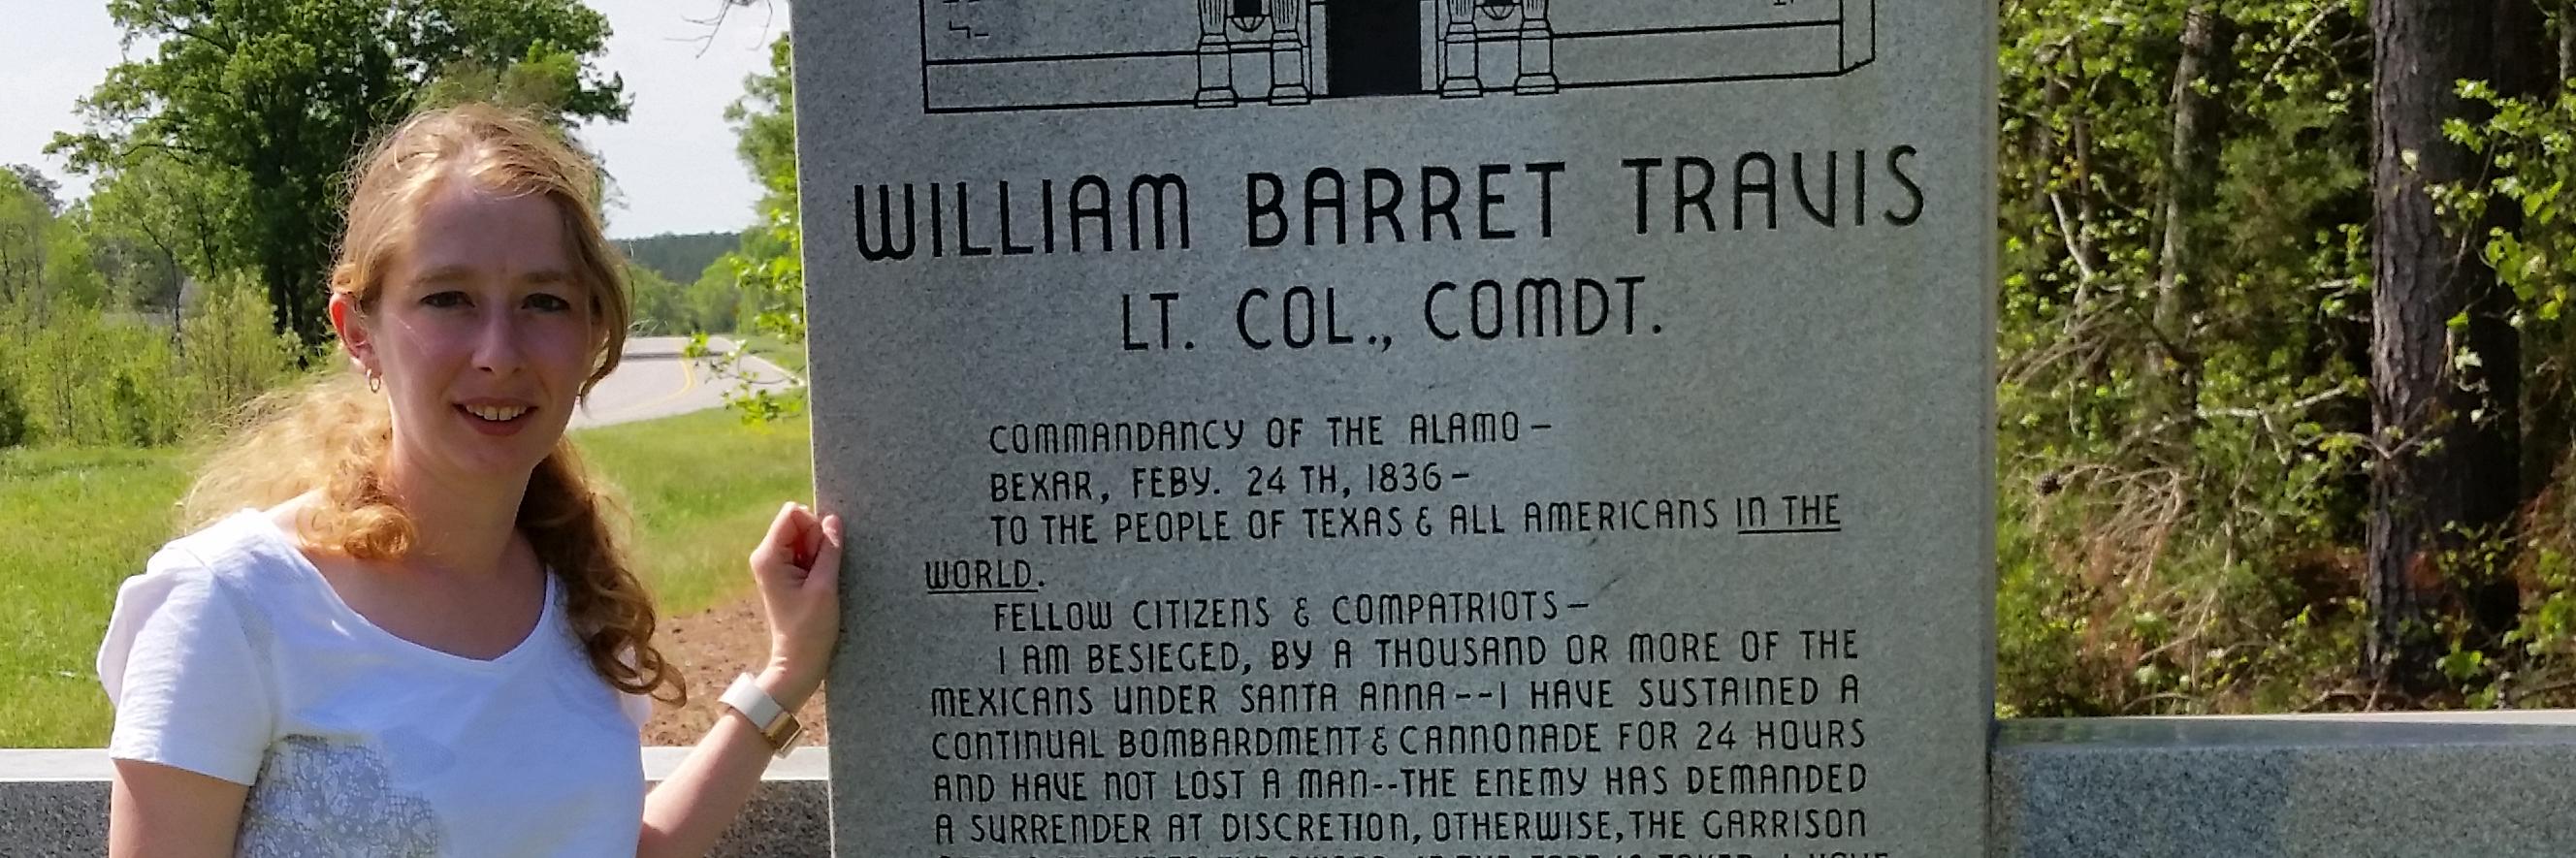 WILLIAM BARRET TRAVIS
LT. COL., COMDT.
COMMANDANCY OF THE ALAMO –
BEXAR, FEBY. 24 TH, 1836 –
TO THE PEOPLE OF TEXAS & ALL AMERICANS IN THE
WORLD.
FELLOW CITIZENS & COMPATRIOTS –
I AM BESIEGED, BY A THOUSAND OR MORE OF THE
MEXICANS UNDER SANTA ANNA -- I HAVE SUSTAINED A
CONTINUAL BOMBARDMENT & CANNONADE FOR 24 HOURS
AND HAVE NOT LOST A MAN--THE ENEMY HAS DEMANDED
A SURRENDER AT DISCRETION, OTHERWISE, THE GARRISON